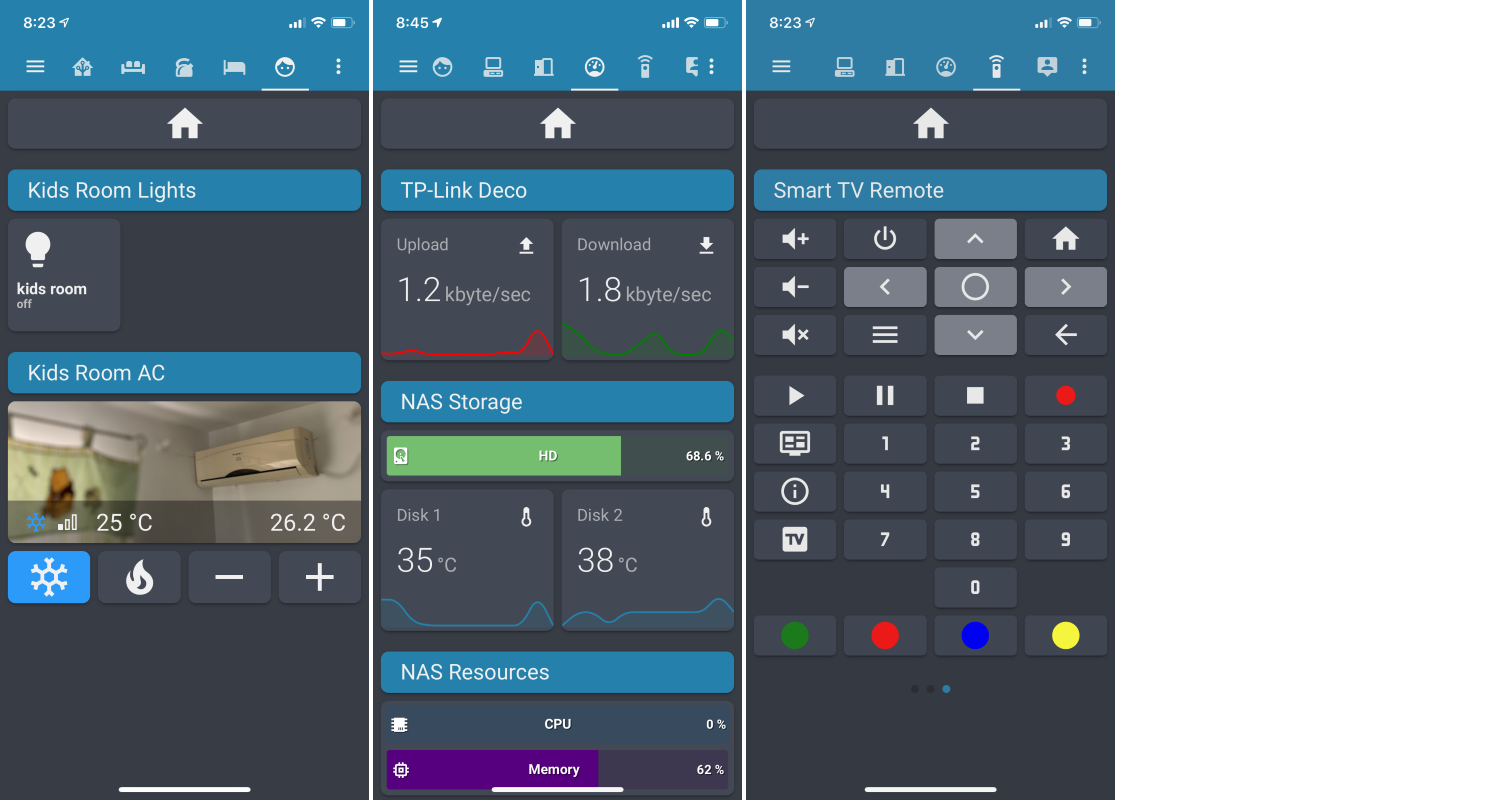 8:23
Kids Room Lights
kids room
off
Kids Room AC
25 °C
26.2 °C
8:45
TP-Link Deco
Upload
1.2 kbyte/sec
Download
1.8 kbyte/sec
NAS Storage
HD
68.6 %
Disk 1
35 °C
Disk 2
38 °C
NAS Resources
CPU
0 %
Memory
62 %
8:23
Smart TV Remote
1
2
3
4
5
6
TV
7
8
9
0